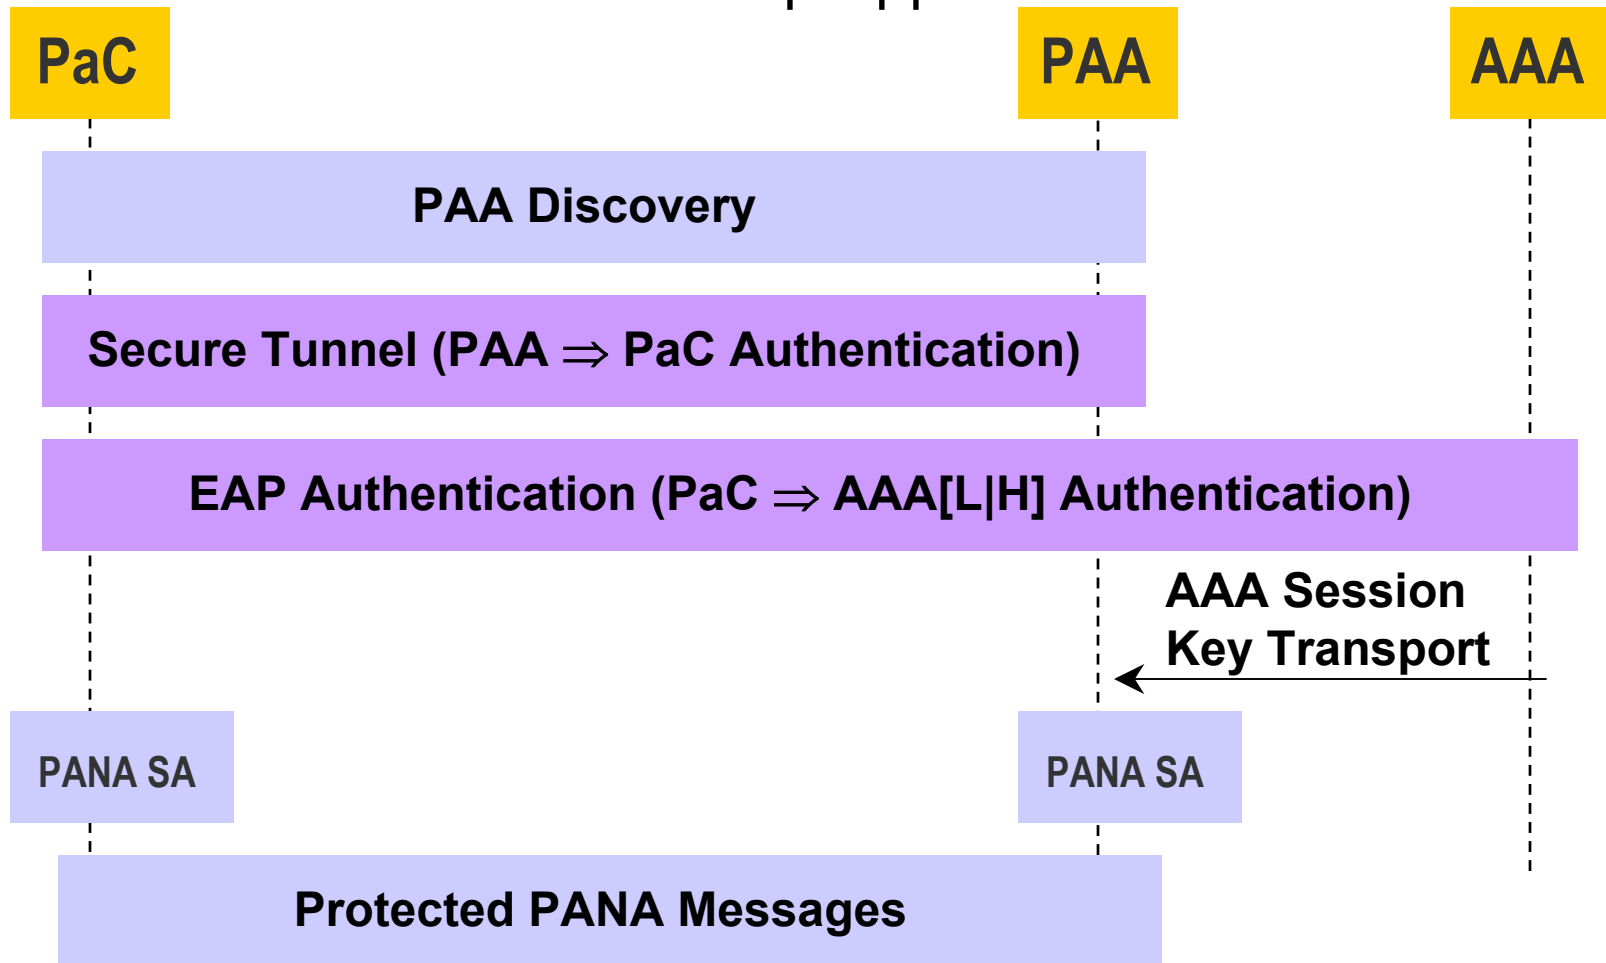 PaC
PAA
AAA
PAA Discovery
Secure Tunnel (PAA ⇒ PaC Authentication)
EAP Authentication (PaC ⇒ AAA[L|H] Authentication)
AAA Session
Key Transport
PANA SA
PANA SA
Protected PANA Messages